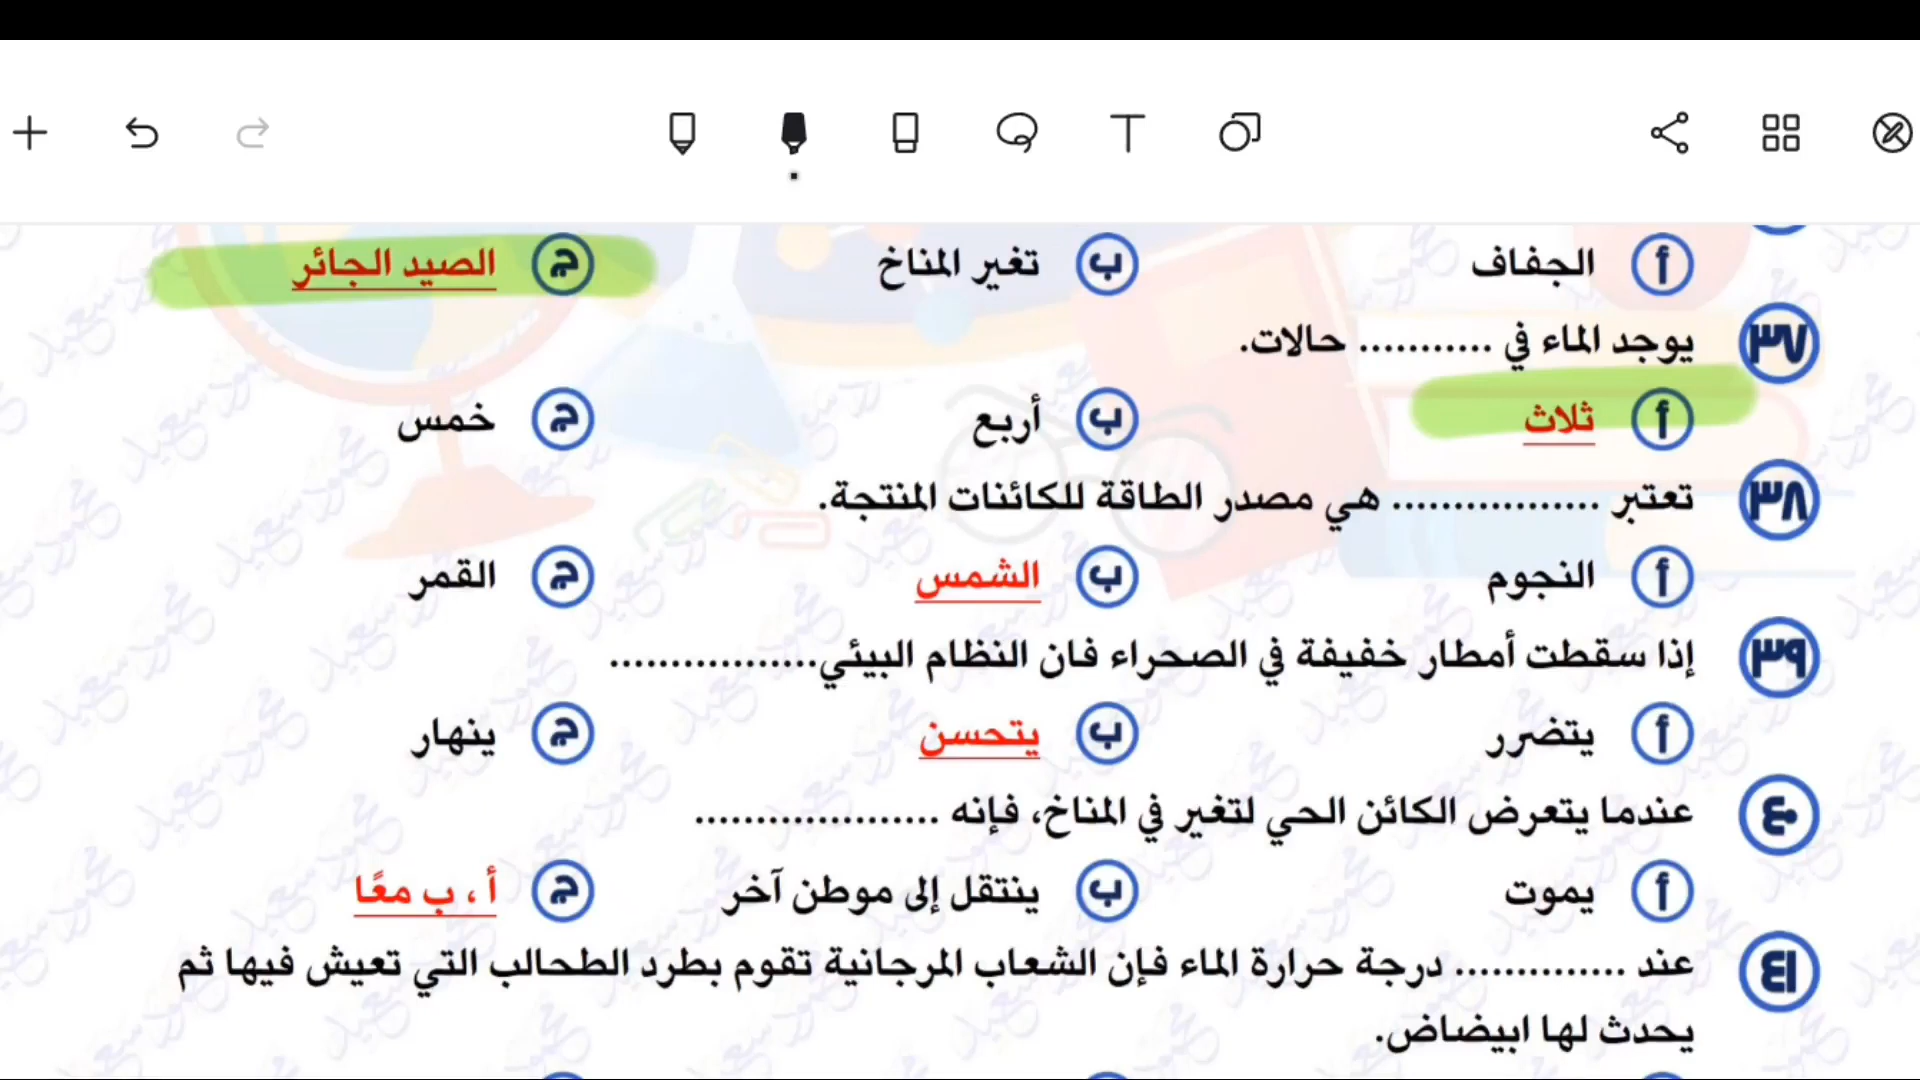 أ الجفاف ب تغير المناخ ج الصيد الجائر
٣٧ يوجد الماء في ........... حالات.
أ ثلاث ب أربع ج خمس
٣٨ تعتبر ................. هي مصدر الطاقة للكائنات المنتجة.
أ النجوم ب الشمس ج القمر
٣٩ إذا سقطت أمطار خفيفة في الصحراء فان النظام البيئي.................
أ يتضرر ب يتحسن ج ينهار
٤٠ عندما يتعرض الكائن الحي لتغير في المناخ، فإنه ....................
أ يموت ب ينتقل إلى موطن آخر ج أ ، ب معًا
٤١ عند .............. درجة حرارة الماء فإن الشعاب المرجانية تقوم بطرد الطحالب التي تعيش فيها ثم
يحدث لها ابيضاض.